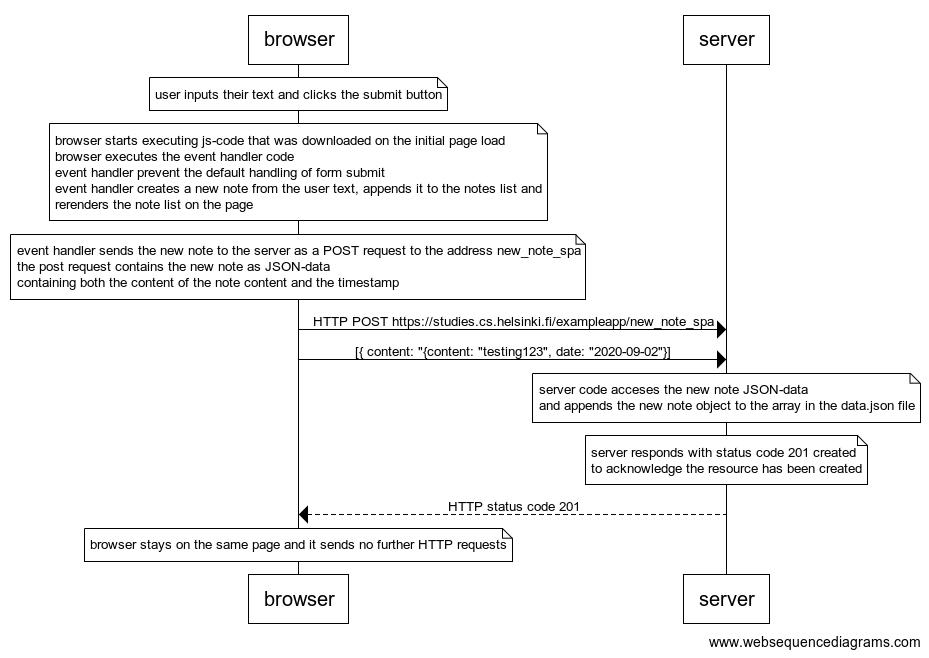 browser
server
user inputs their text and clicks the submit button
browser starts executing js-code that was downloaded on the initial page load
browser executes the event handler code
event handler prevent the default handling of form submit
event handler creates a new note from the user text, appends it to the notes list and
rerenders the note list on the page
event handler sends the new note to the server as a POST request to the address new_note_spa
the post request contains the new note as JSON-data
containing both the content of the note content and the timestamp
HTTP POST https://studies.cs.helsinki.fi/exampleapp/new_note_spa
[{ content: "{content: "testing123", date: "2020-09-02"}]
server code acceses the new note JSON-data
and appends the new note object to the array in the data.json file
server responds with status code 201 created
to acknowledge the resource has been created
HTTP status code 201
browser stays on the same page and it sends no further HTTP requests
browser
server
www.websequencediagrams.com